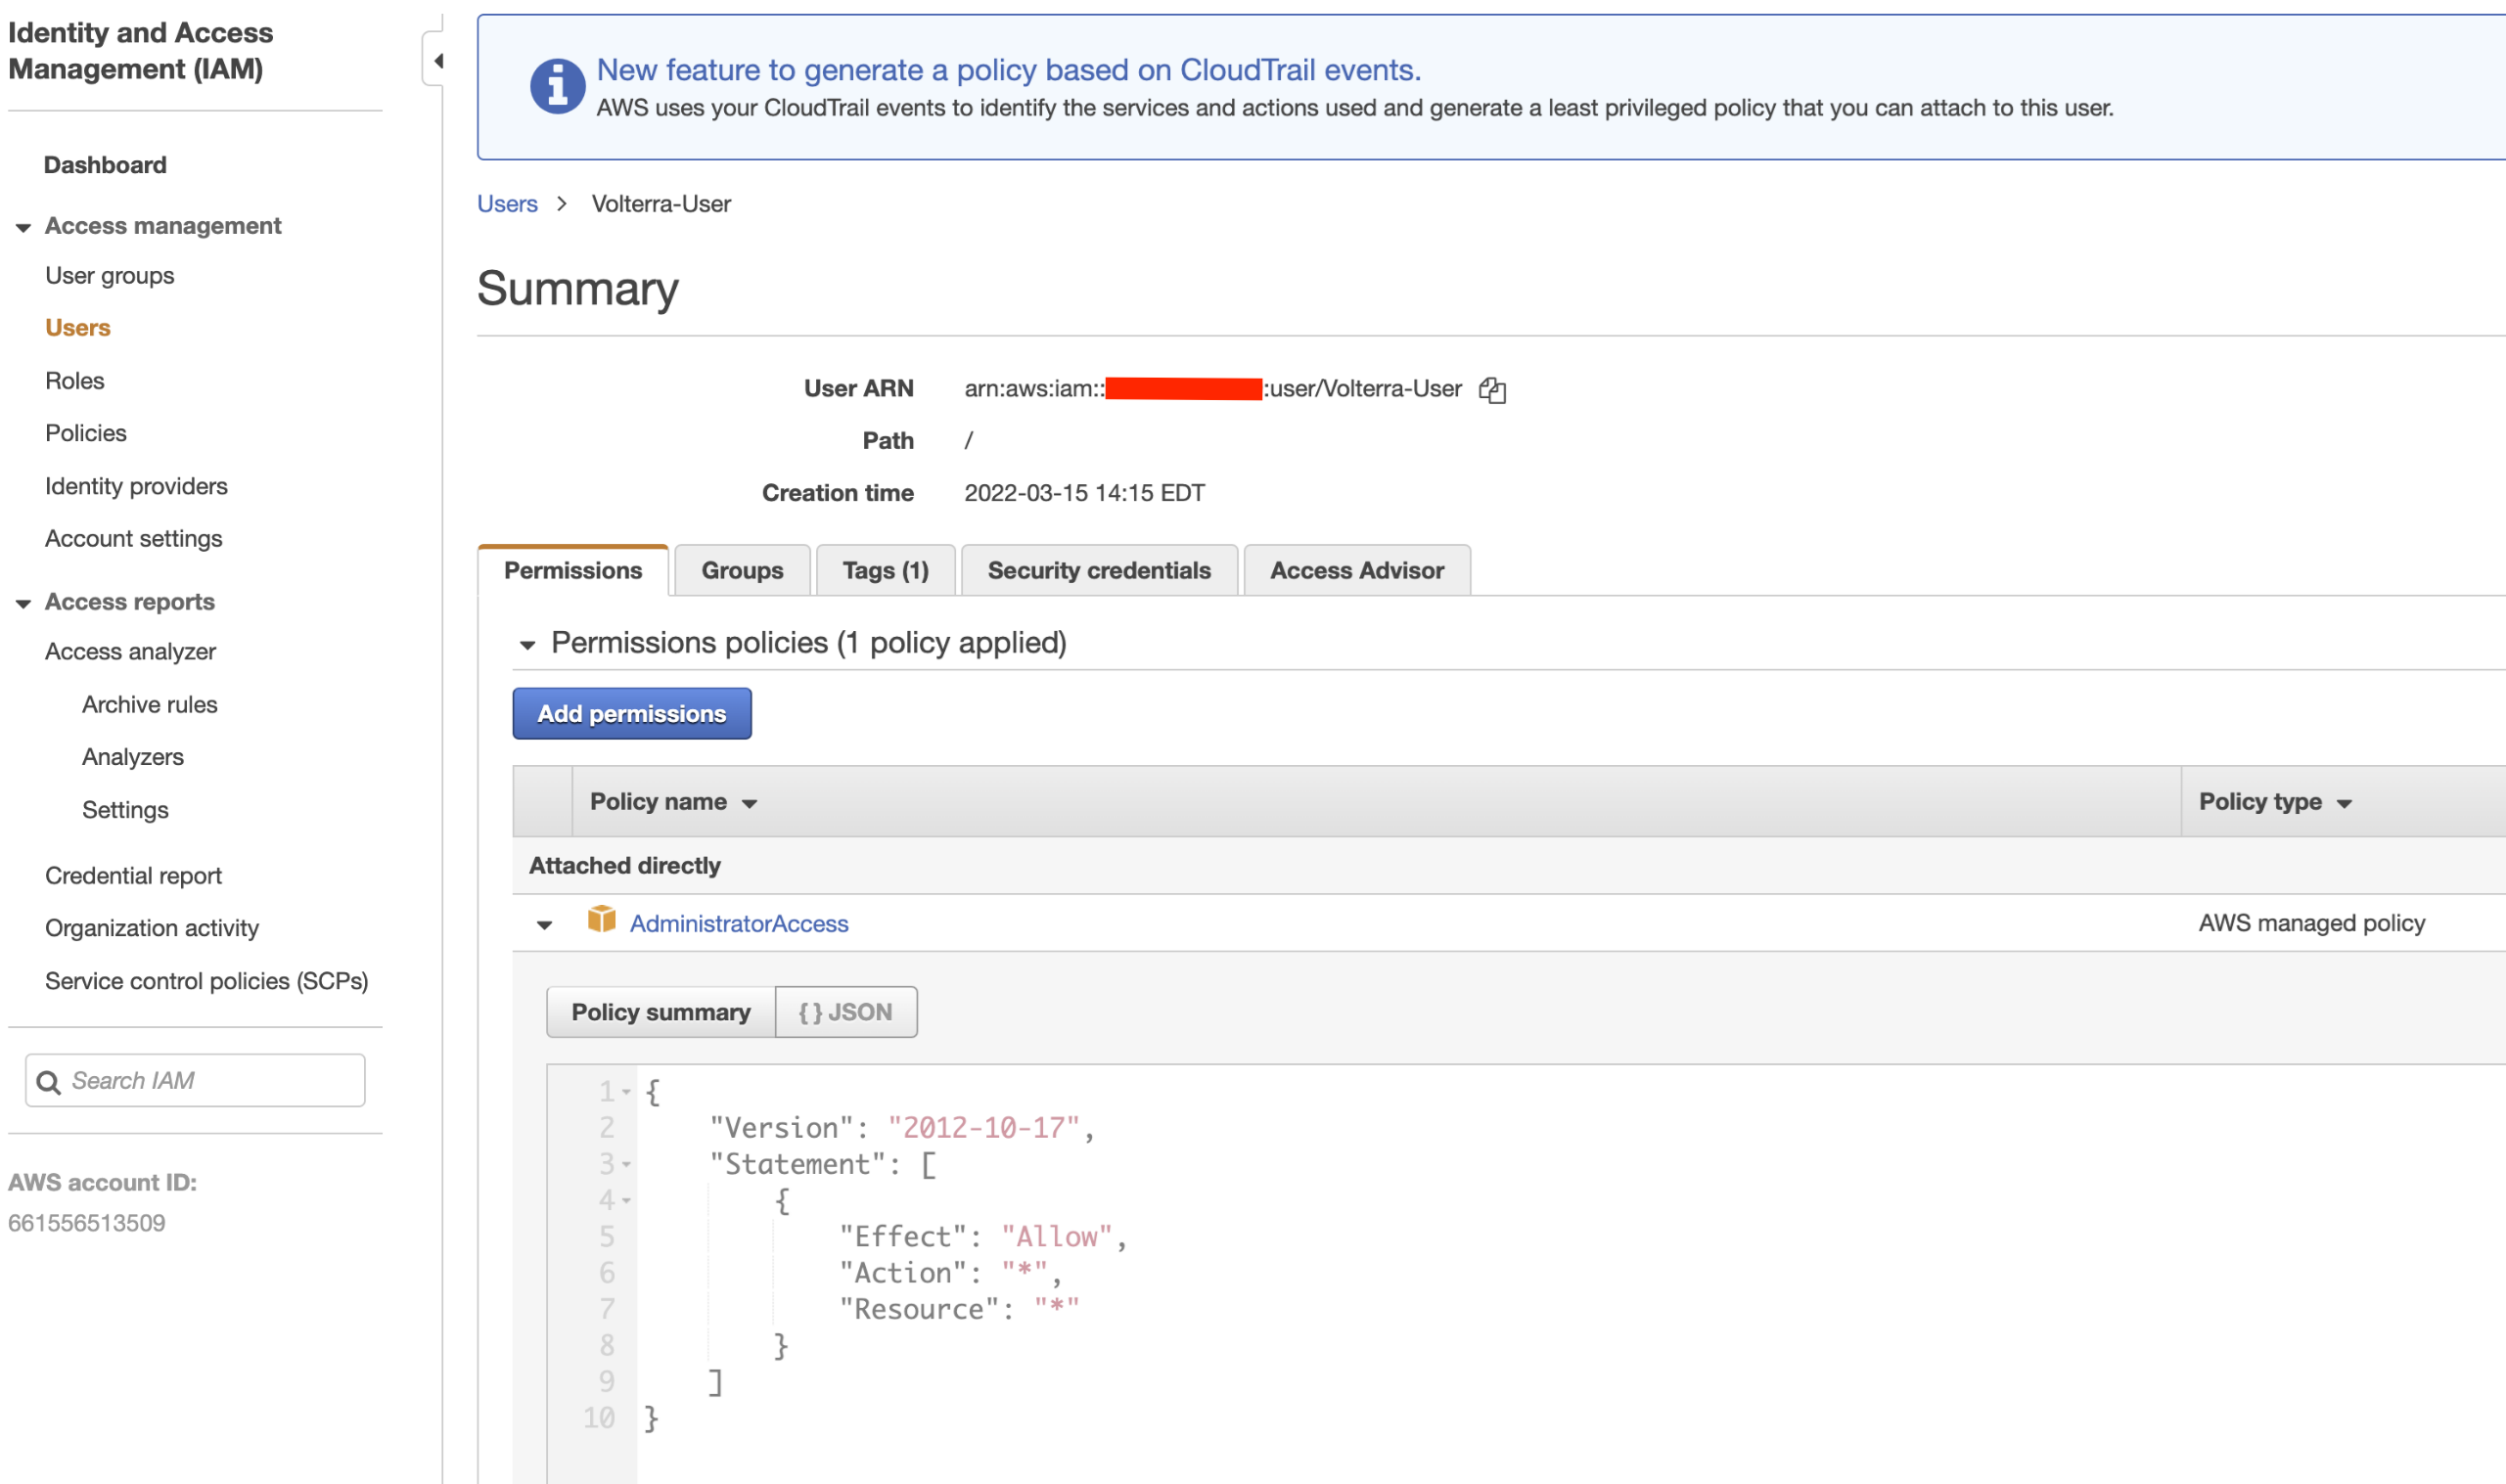 Identity and Access
Management (IAM)
Dashboard
Access management
User groups
Users
Roles
Policies
Identity providers
Account settings
Access reports
Access analyzer
Archive rules
Analyzers
Settings
Credential report
Organization activity
Service control policies (SCPs)
Search IAM
AWS account ID:
661556513509
New feature to generate a policy based on CloudTrail events.
AWS uses your CloudTrail events to identify the services and actions used and generate a least privileged policy that you can attach to this user.
Users > Volterra-User
Summary
User ARN arn:aws:iam:: :user/Volterra-User
Path /
Creation time 2022-03-15 14:15 EDT
Permissions Groups Tags (1) Security credentials Access Advisor
Permissions policies (1 policy applied)
Add permissions
Policy name Policy type
Attached directly
AdministratorAccess AWS managed policy
Policy summary {} JSON
1 {
2 "Version": "2012-10-17",
3 "Statement": [
4 {
5 "Effect": "Allow",
6 "Action": "*",
7 "Resource": "*"
8 }
9 ]
10 }